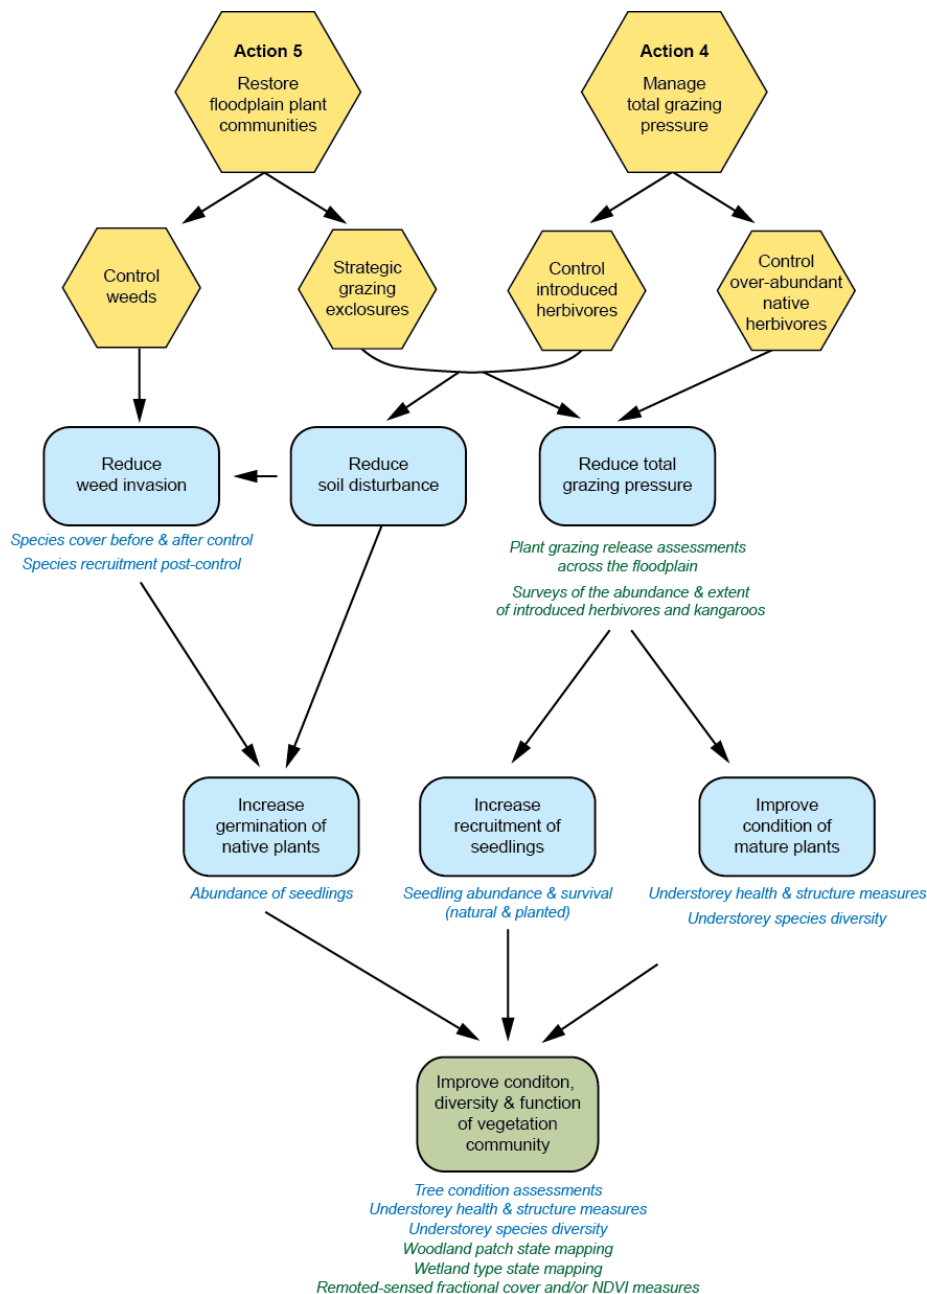 Action 5
Restore
floodplain plant
communities
Action 4
Manage
total grazing
pressure
Control
weeds
Strategic
grazing
exclosures
Control
introduced
herbivores
Control
over-abundant
native
herbivores
Reduce
weed invasion
Reduce
soil disturbance
Reduce total
grazing pressure
Species cover before & after control
Species recruitment post-control
Plant grazing release assessments
across the floodplain
Surveys of the abundance & extent
of introduced herbivores and kangaroos
Increase
germination of
native plants
Increase
recruitment of
seedlings
Improve
condition of
mature plants
Abundance of seedlings
Seedling abundance & survival
(natural & planted)
Understorey health & structure measures
Understorey species diversity
Improve conditon,
diversity & function
of vegetation
community
Tree condition assessments
Understorey health & structure measures
Understorey species diversity
Woodland patch state mapping
Wetland type state mapping
Remoted-sensed fractional cover and/or NDVI measures